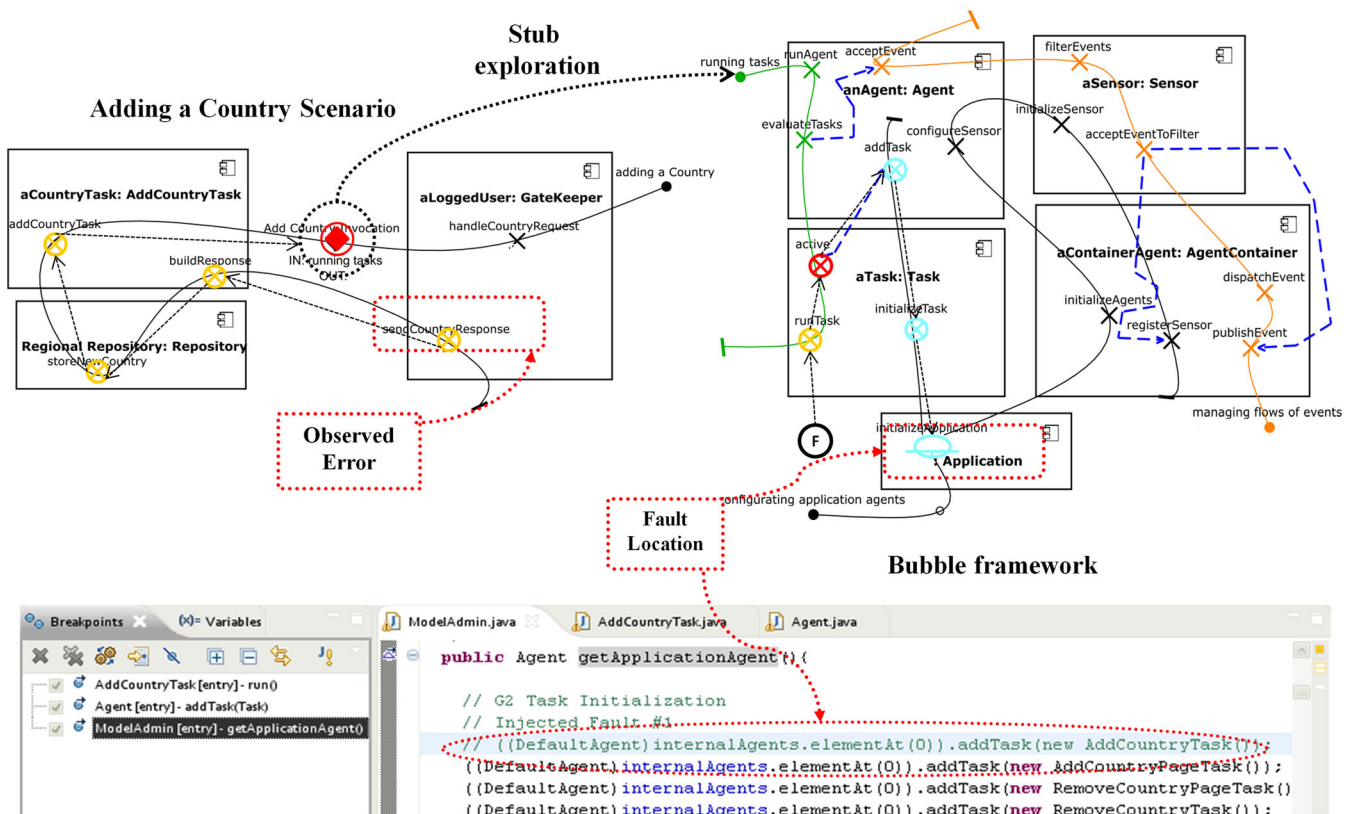 Stub
exploration
Adding a Country Scenario
aCountryTask: AddCountryTask
addCountryTask
buildResponse
Regional Repository: Repository
storeNewCountry
Add Country Invocation
IN: running tasks
OUT:
aLoggedUser: GateKeeper
handleCountryRequest
adding a Country
sendCountryResponse
Observed
Error
running tasks
runAgent
acceptEvent
anAgent: Agent
evaluateTasks
addTask
configureSensor
filterEvents
aSensor: Sensor
initializeSensor
acceptEventToFilter
active
aTask: Task
runTask
initializeTask
aContainerAgent: AgentContainer
dispatchEvent
initializeAgents
registerSensor
publishEvent
managing flows of events
F
initializeApplication
: Application
onfigurating application agents
Fault
Location
Bubble framework
Breakpoints
(x)= Variables
AddCountryTask [entry] - run()
Agent [entry] - addTask(Task)
ModelAdmin [entry] - getApplicationAgent()
ModelAdmin.java
AddCountryTask.java
Agent.java
public Agent getApplicationAgent(){
// G2 Task Initialization
// Injected Fault #1
// ((DefaultAgent)internalAgents.elementAt(0)).addTask(new AddCountryTask());
((DefaultAgent)internalAgents.elementAt(0)).addTask(new AddCountryPageTask());
((DefaultAgent)internalAgents.elementAt(0)).addTask(new RemoveCountryPageTask()
((DefaultAgent)internalAgents.elementAt(0)).addTask(new RemoveCountryTask());